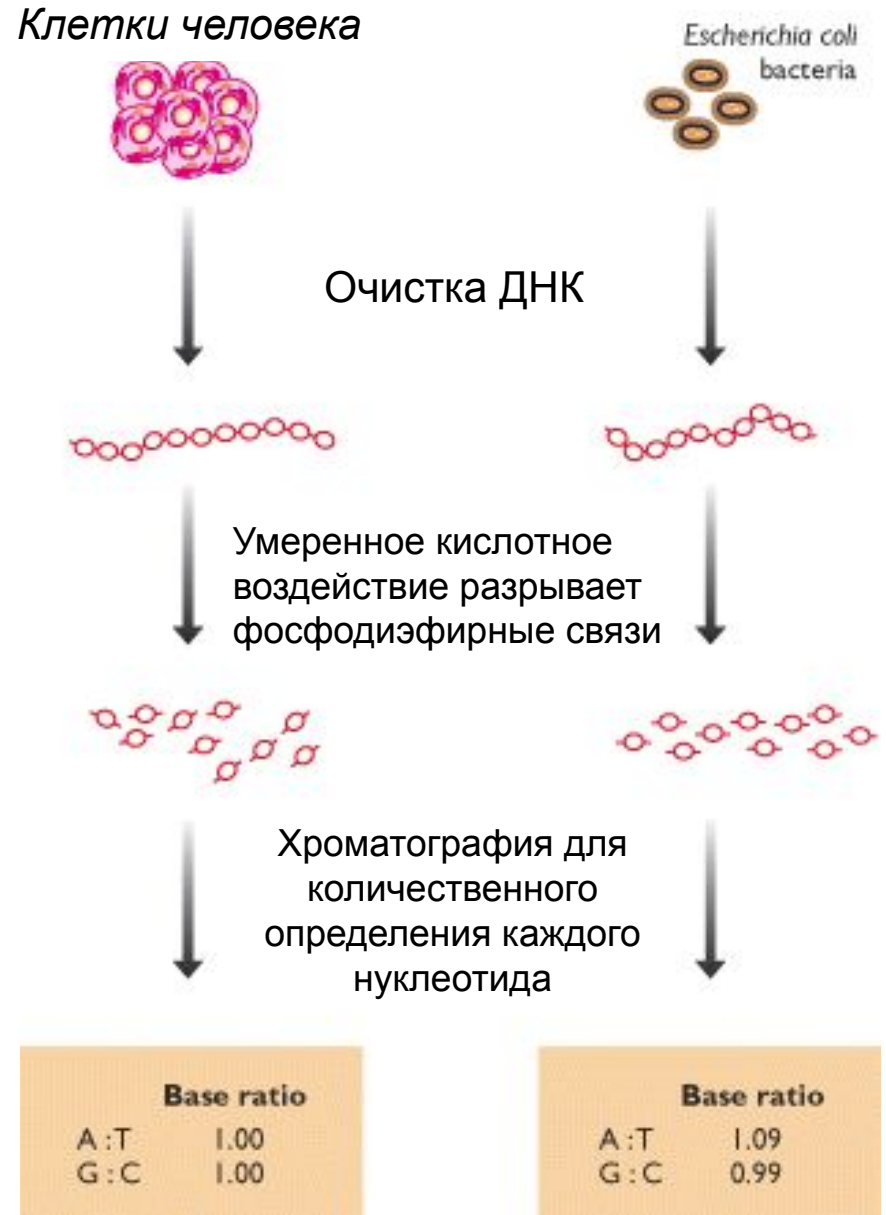 Клетки человека
Escherichia coli
bacteria
Очистка ДНК
Умеренное кислотное
воздействие разрывает
фосфодиэфирные связи
Хроматография для
количественного
определения каждого
нуклеотида
Base ratio
A:T 1.00
G:C 1.00
Base ratio
A:T 1.09
G:C 0.99